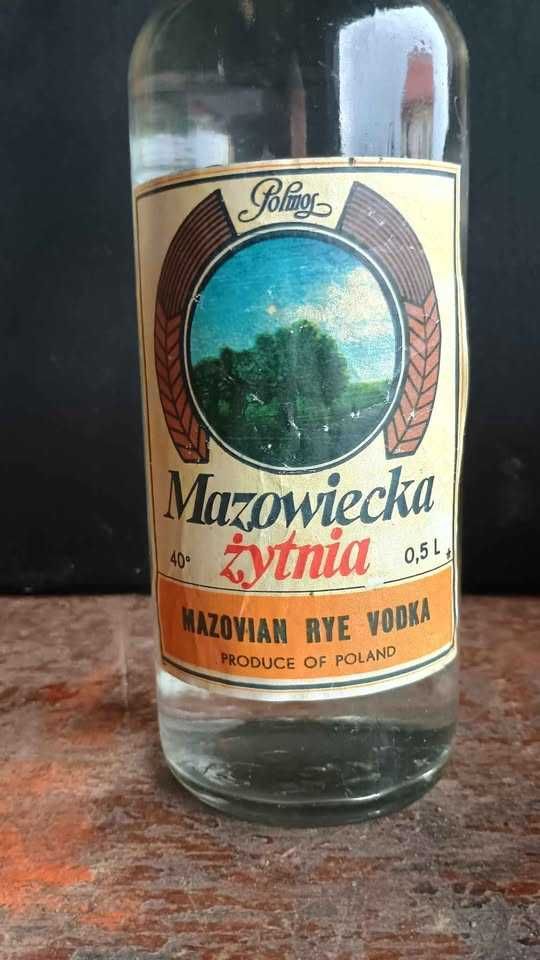 Polmos
Mazowiecka
żytnia
40° 0,5 L *
MAZOVIAN RYE VODKA
PRODUCE OF POLAND